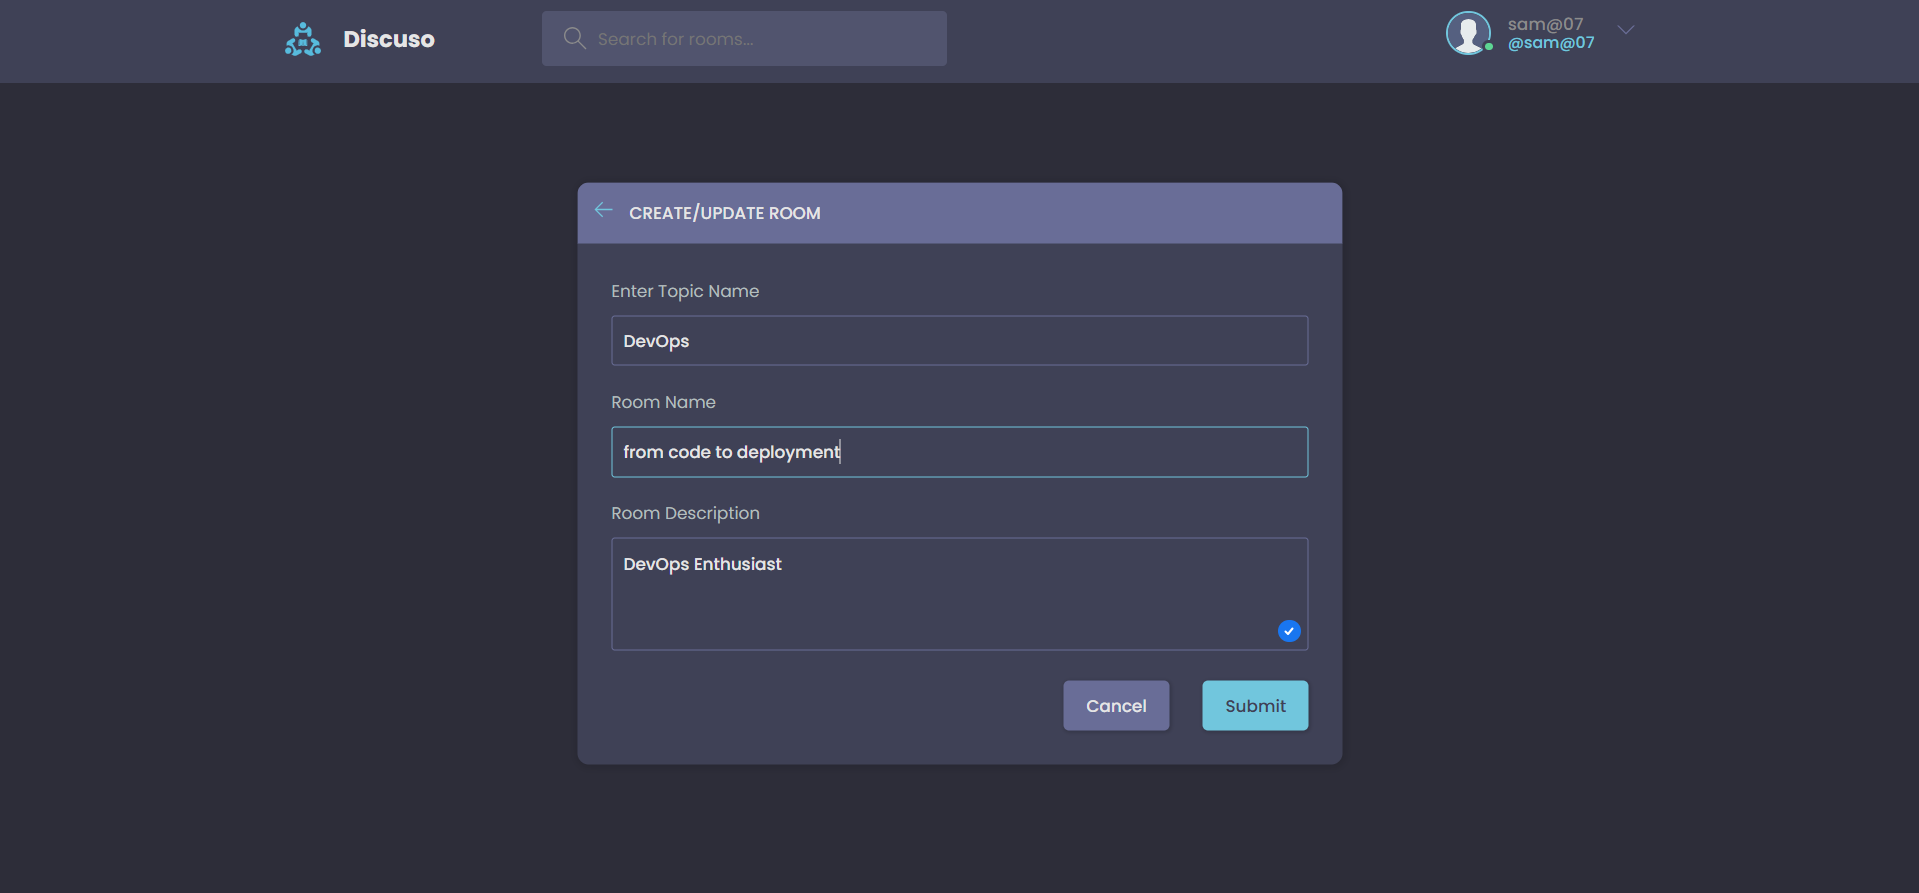 Discuso
Search for rooms...
sam@07
@sam@07
CREATE/UPDATE ROOM
Enter Topic Name
DevOps
Room Name
from code to deployment
Room Description
DevOps Enthusiast
Cancel
Submit